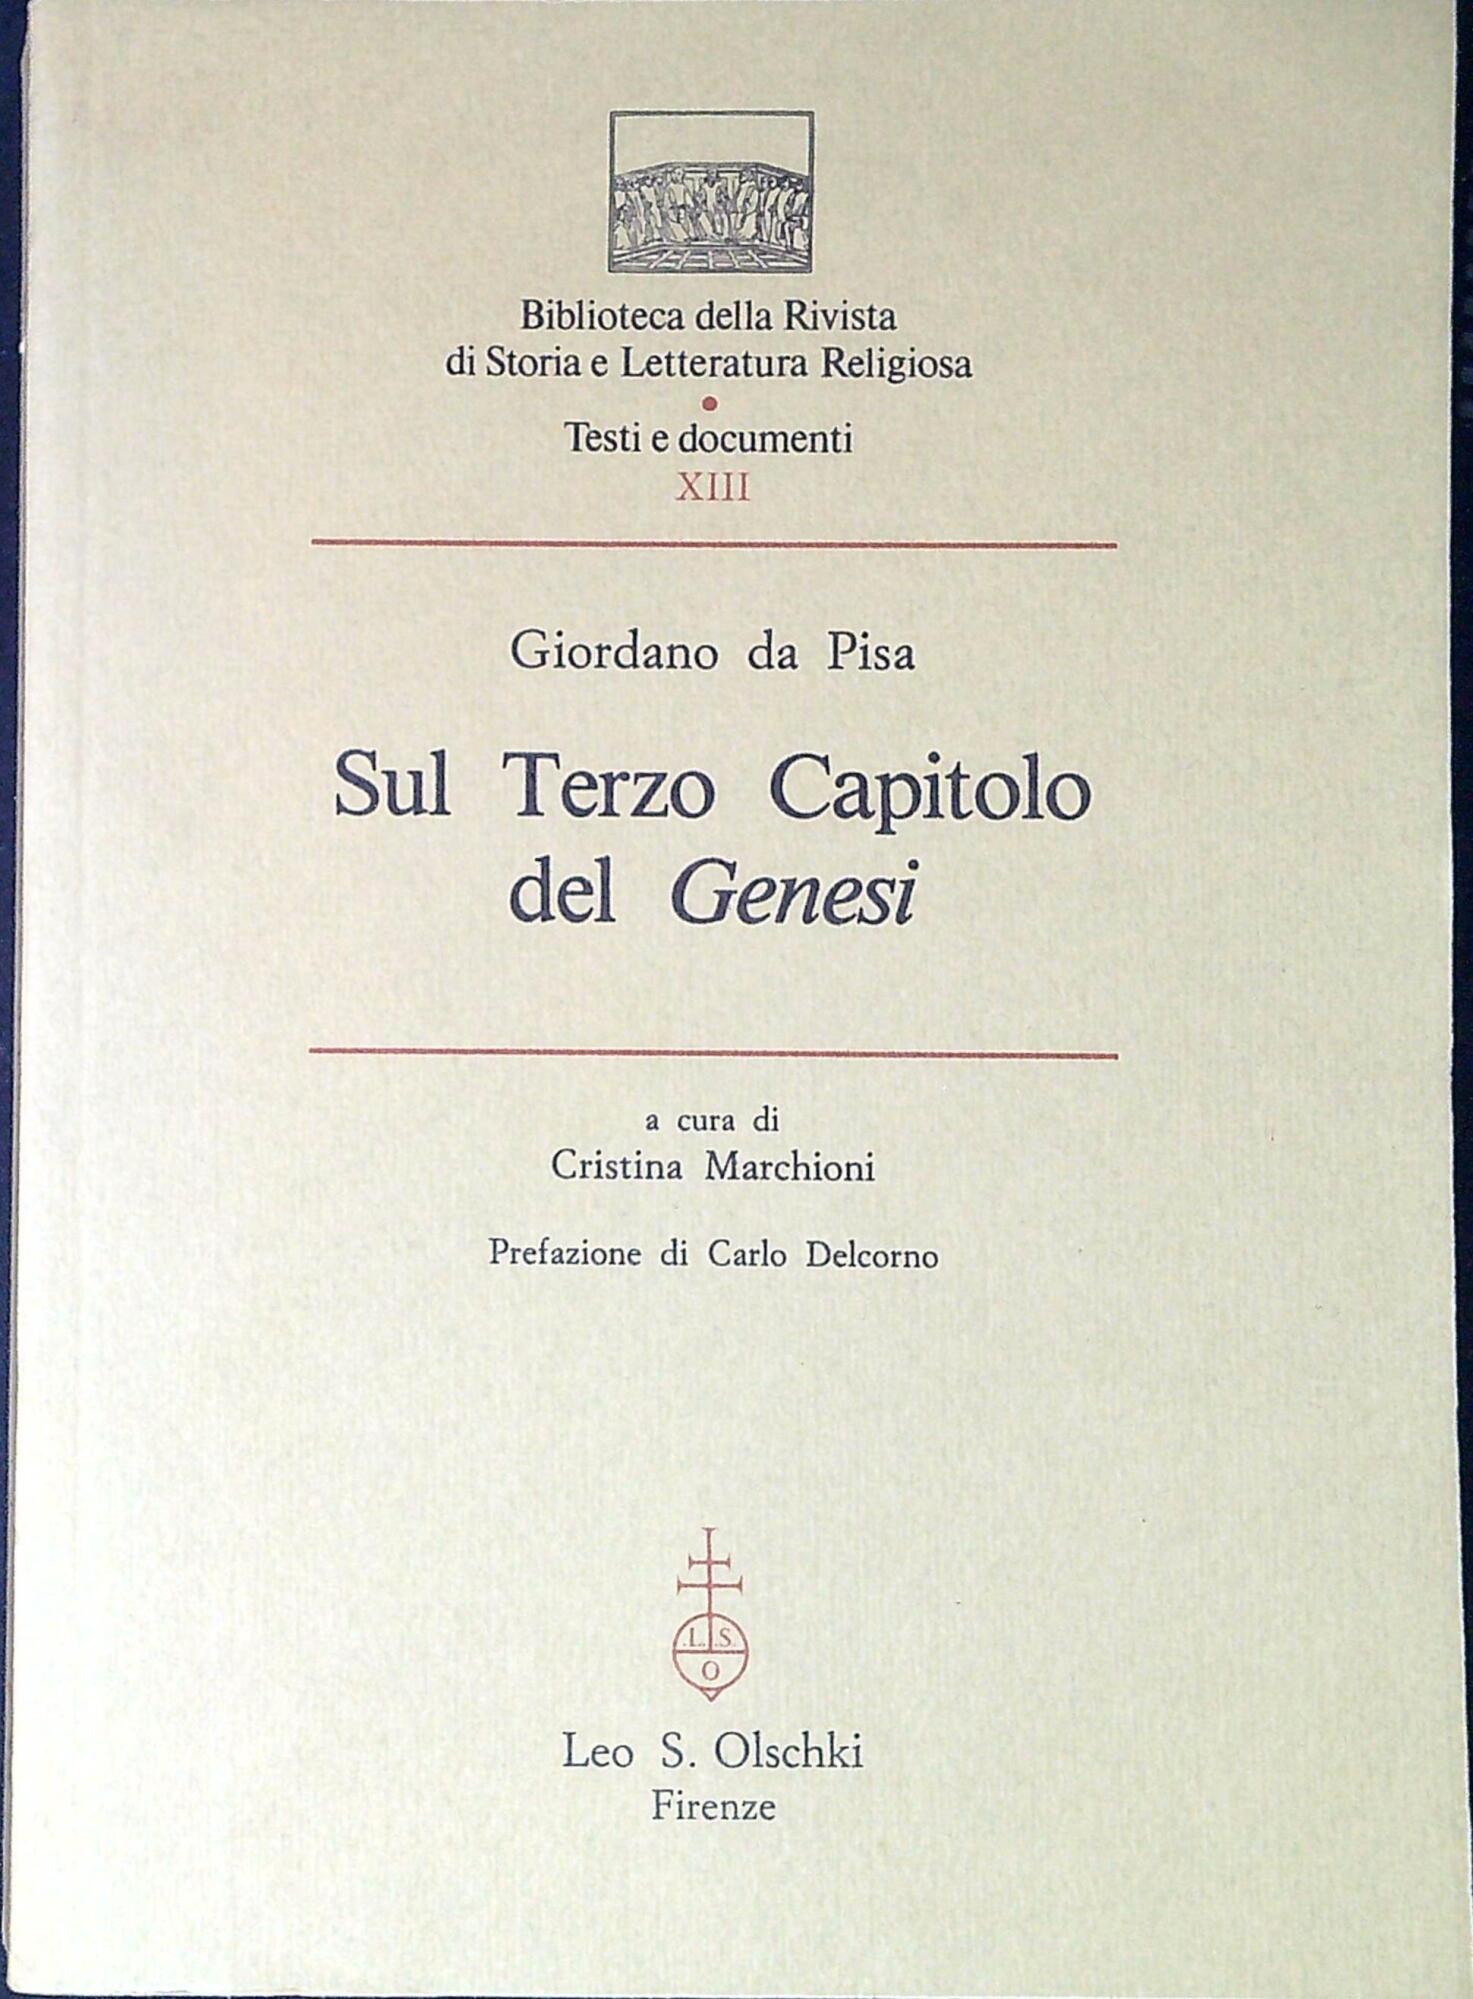 Biblioteca della Rivista
di Storia e Letteratura Religiosa
•
Testi e documenti
XIII
Giordano da Pisa
Sul Terzo Capitolo
del Genesi
a cura di
Cristina Marchioni
Prefazione di Carlo Delcorno
L S
O
Leo S. Olschki
Firenze